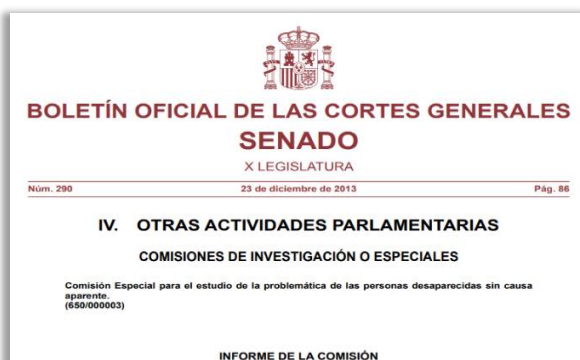 BOLETÍN OFICIAL DE LAS CORTES GENERALES
SENADO
X LEGISLATURA
Núm. 290 23 de diciembre de 2013 Pág. 86
IV. OTRAS ACTIVIDADES PARLAMENTARIAS
COMISIONES DE INVESTIGACIÓN O ESPECIALES
Comisión Especial para el estudio de la problemática de las personas desaparecidas sin causa
aparente.
(650/000003)
INFORME DE LA COMISIÓN